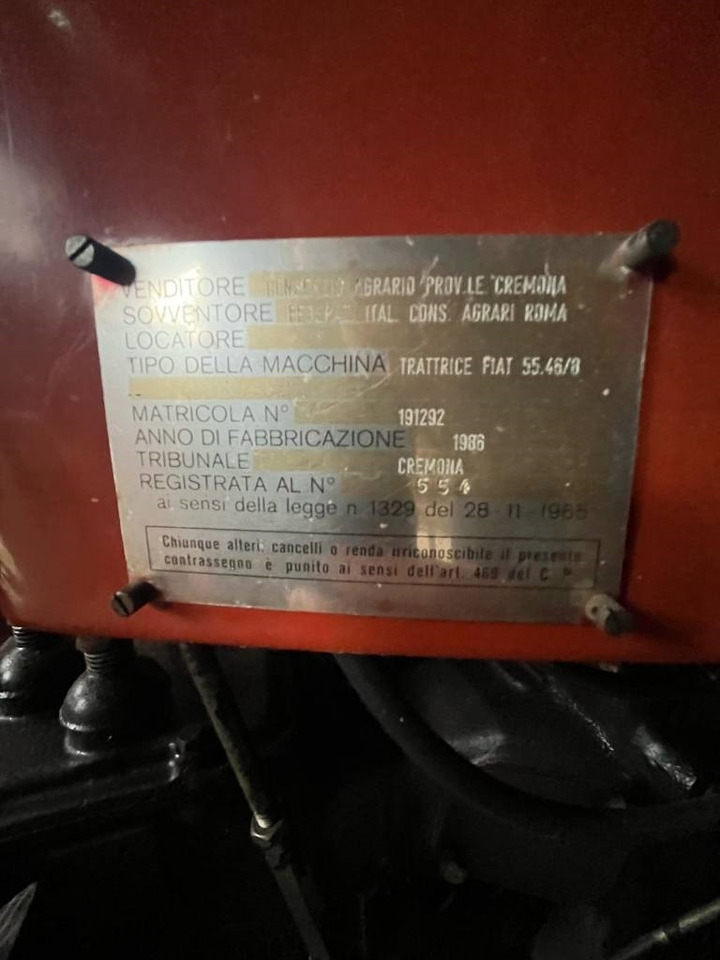 VENDITORE CONSORZIO AGRARIO PROV.LE CREMONA
SOVVENTORE FEDERAZ. ITAL. CONS. AGRARI ROMA
LOCATORE
TIPO DELLA MACCHINA TRATTRICE FIAT 55.46/8
MATRICOLA N° 191292
ANNO DI FABBRICAZIONE 1986
TRIBUNALE CREMONA
REGISTRATA AL N° 554
ai sensi della legge n. 1329 del 28-11-1965
Chiunque alteri, cancelli o renda irriconoscibile il presente
contrassegno è punito ai sensi dell'art. 469 del C.P.